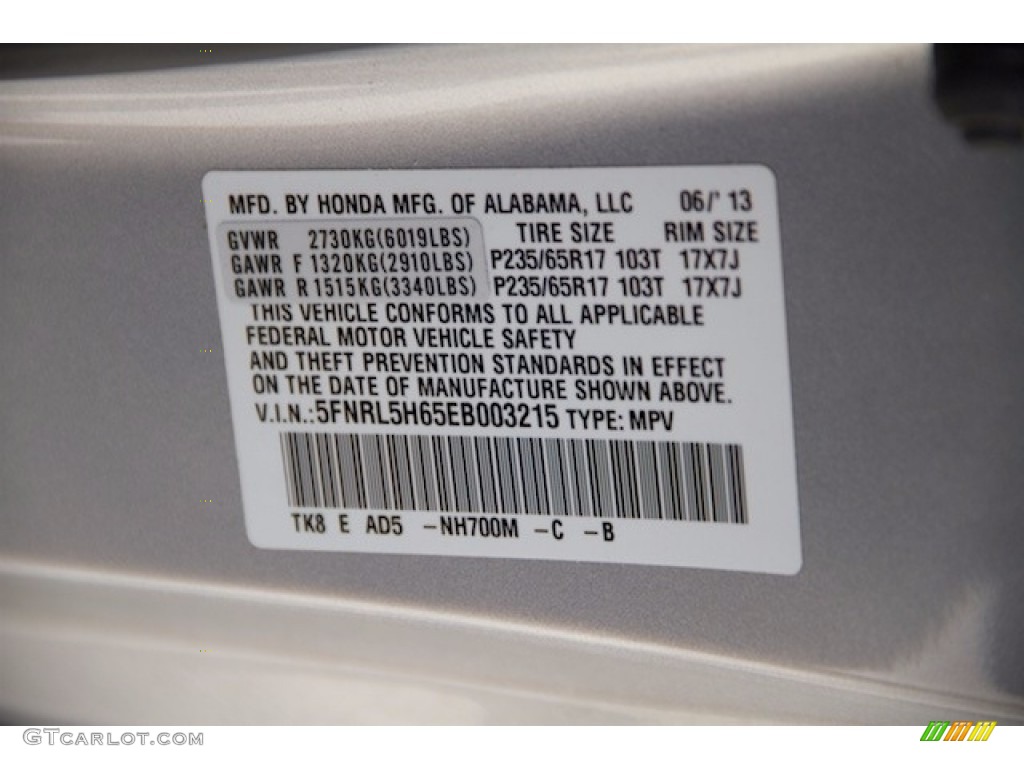 MFD. BY HONDA MFG. OF ALABAMA, LLC 06/' 13
GVWR 2730KG(6019LBS) TIRE SIZE RIM SIZE
GAWR F 1320KG(2910LBS) P235/65R17 103T 17X7J
GAWR R 1515KG(3340LBS) P235/65R17 103T 17X7J
THIS VEHICLE CONFORMS TO ALL APPLICABLE
FEDERAL MOTOR VEHICLE SAFETY
AND THEFT PREVENTION STANDARDS IN EFFECT
ON THE DATE OF MANUFACTURE SHOWN ABOVE.
V.I.N.:5FNRL5H65EB003215 TYPE: MPV
TK8 E AD5 -NH700M -C -B
GTCARLOT.COM